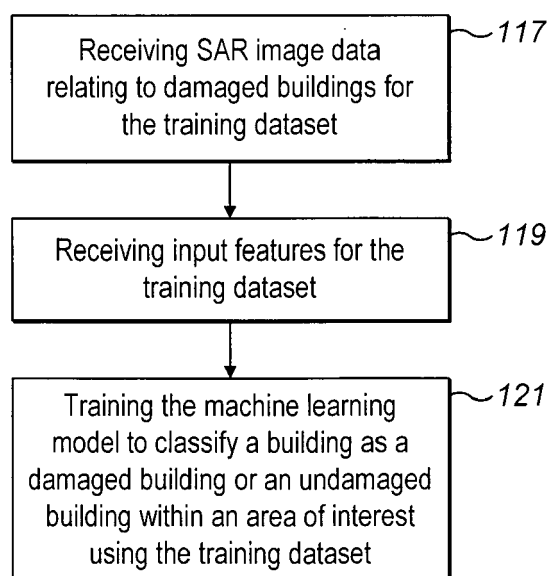 Receiving SAR image data
relating to damaged buildings for
the training dataset
117
Receiving input features for the
training dataset
119
Training the machine learning
model to classify a building as a
damaged building or an undamaged
building within an area of interest
using the training dataset
121